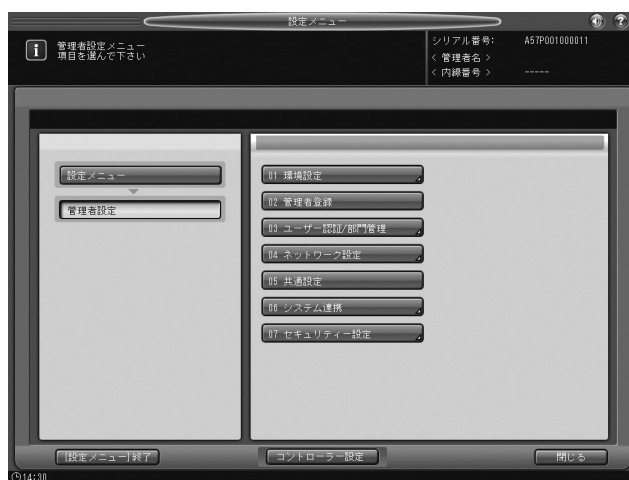 設定メニュー
管理者設定メニュー
項目を選んで下さい
シリアル番号: A57P001000011
< 管理者名 >
< 内線番号 > -----
設定メニュー
管理者設定
01 環境設定
02 管理者登録
03 ユーザー認証/部門管理
04 ネットワーク設定
05 共通設定
06 システム連携
07 セキュリティー設定
[設定メニュー]終了
コントローラー設定
閉じる
14:30